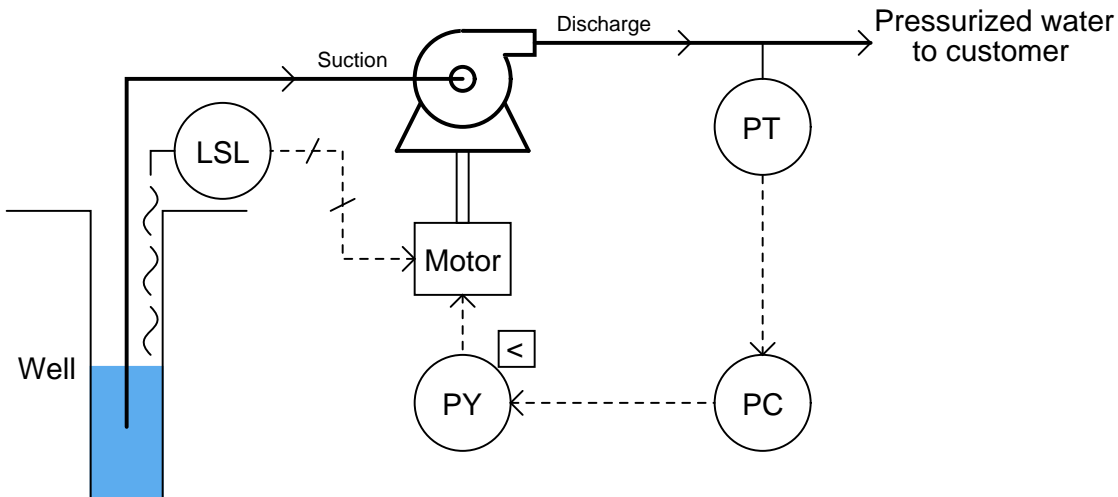 Pressurized water
to customer
Discharge
Suction
PT
LSL
Motor
<
Well
PY
PC